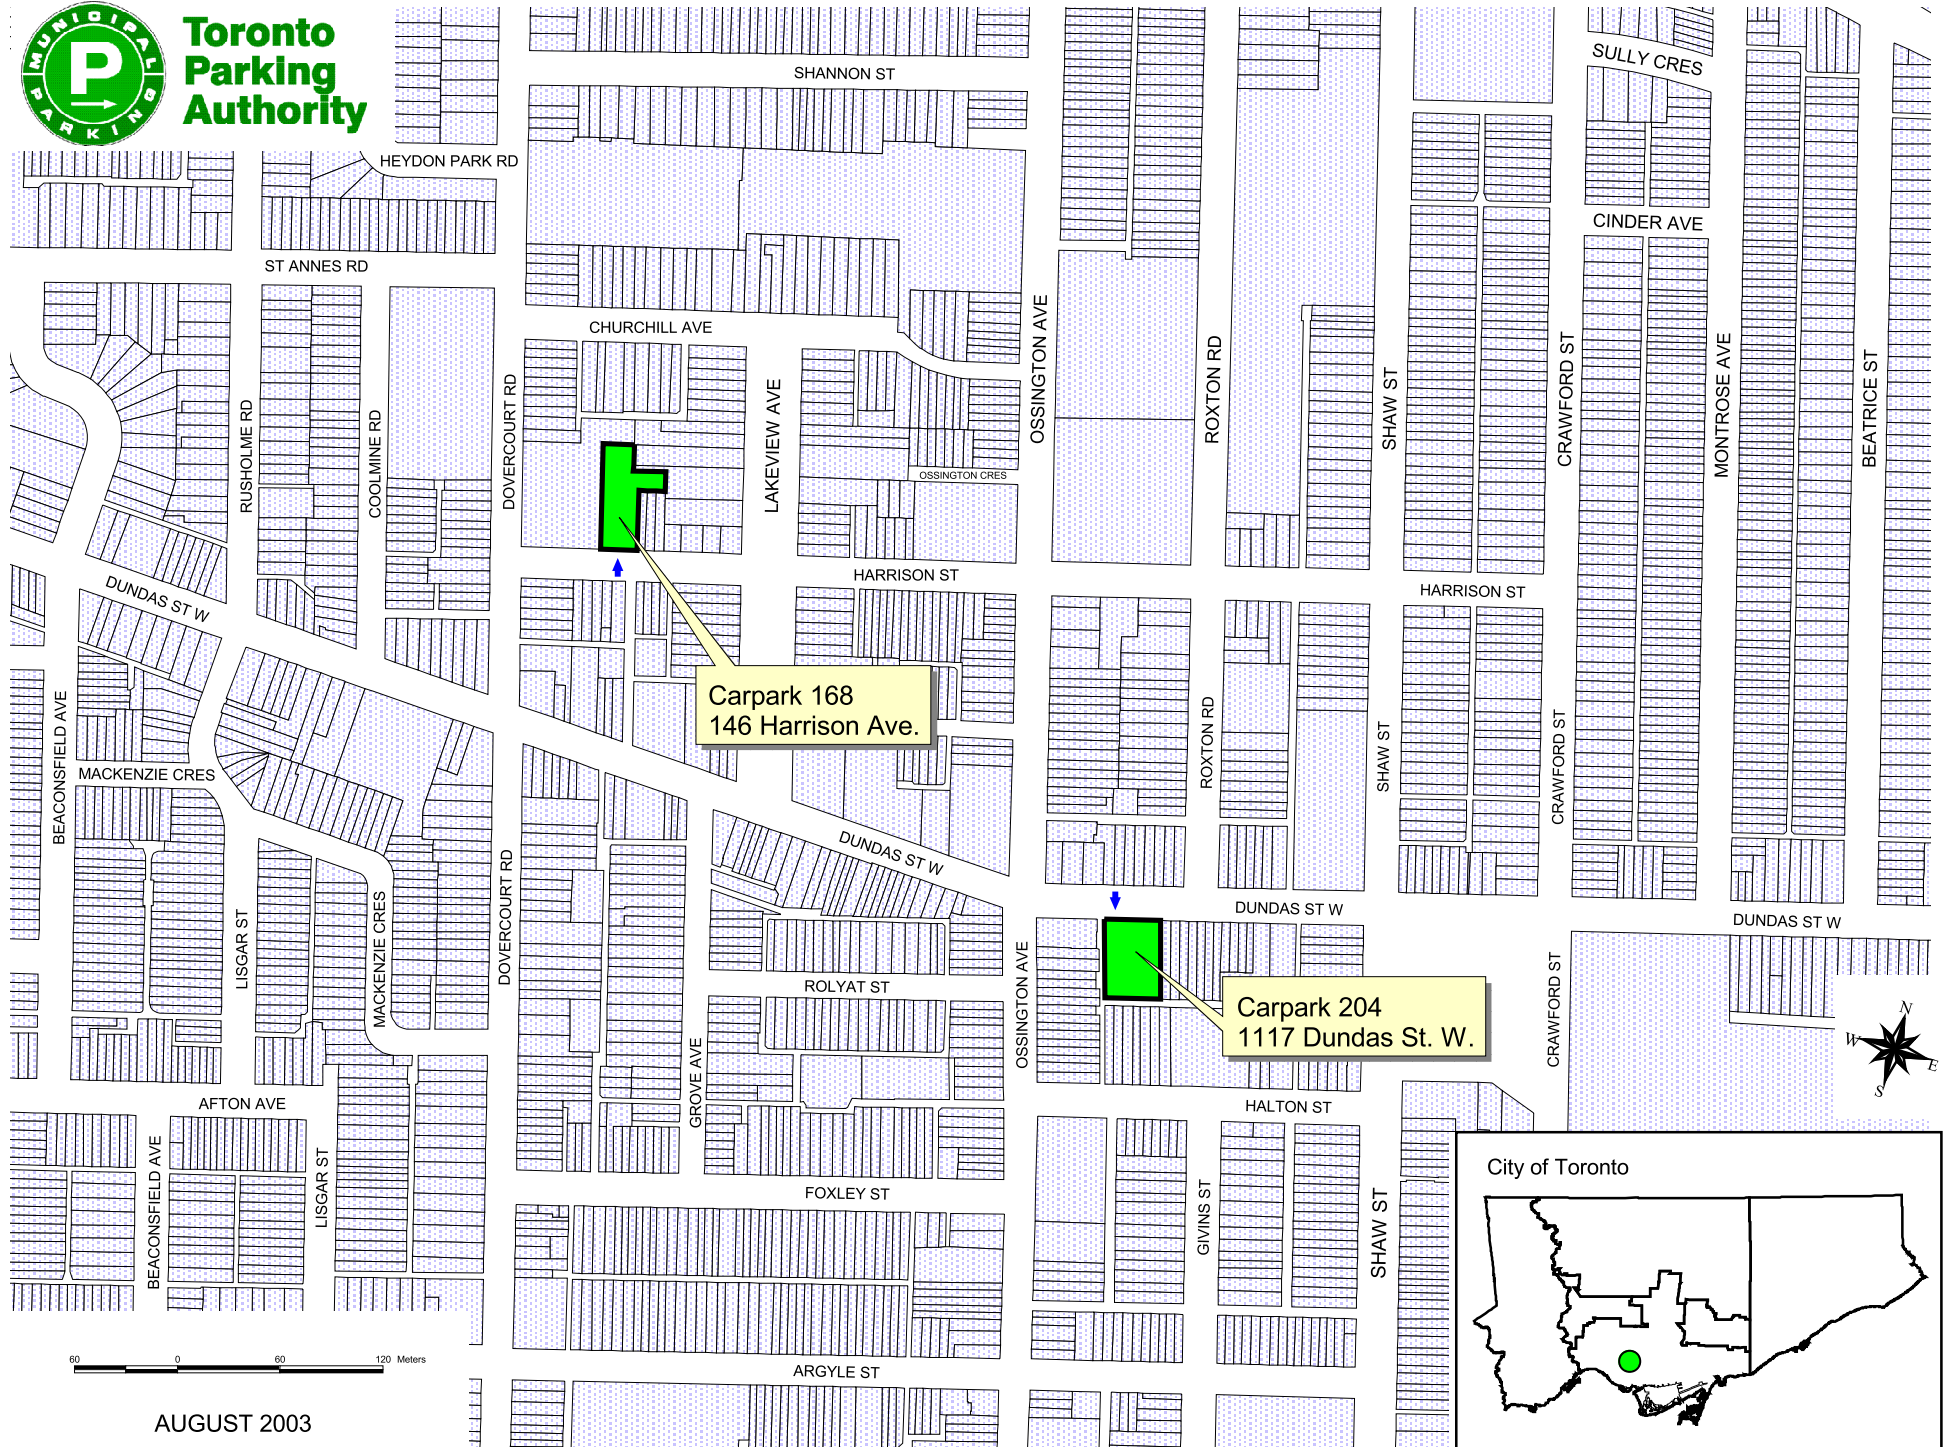 MUNICIPAL
P
PARKING
Toronto
Parking
Authority
SHANNON ST
SULLY CRES
HEYDON PARK RD
CINDER AVE
ST ANNES RD
CHURCHILL AVE
OSSINGTON AVE
ROXTON RD
SHAW ST
CRAWFORD ST
MONTROSE AVE
BEATRICE ST
RUSHOLME RD
COOLMINE RD
DOVERCOURT RD
LAKEVIEW AVE
OSSINGTON CRES
HARRISON ST
HARRISON ST
DUNDAS ST W
Carpark 168
146 Harrison Ave.
BEACONSFIELD AVE
ROXTON RD
SHAW ST
CRAWFORD ST
MACKENZIE CRES
DUNDAS ST W
DUNDAS ST W
DUNDAS ST W
LISGAR ST
MACKENZIE CRES
DOVERCOURT RD
ROLYAT ST
OSSINGTON AVE
CRAWFORD ST
Carpark 204
1117 Dundas St. W.
N
W
E
S
GROVE AVE
AFTON AVE
HALTON ST
BEACONSFIELD AVE
LISGAR ST
FOXLEY ST
GIVINS ST
SHAW ST
City of Toronto
60 0 60 120 Meters
ARGYLE ST
AUGUST 2003